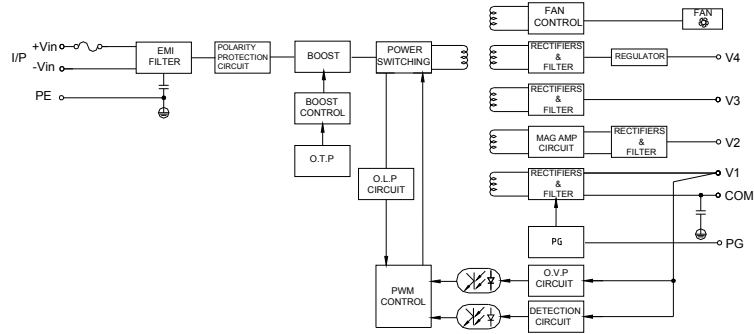 I/P
+Vin
-Vin
PE
EMI
FILTER
POLARITY
PROTECTION
CIRCUIT
BOOST
POWER
SWITCHING
BOOST
CONTROL
O.T.P
O.L.P
CIRCUIT
PWM
CONTROL
FAN
CONTROL
FAN
RECTIFIERS
&
FILTER
REGULATOR
V4
RECTIFIERS
&
FILTER
V3
MAG AMP
CIRCUIT
RECTIFIERS
&
FILTER
V2
RECTIFIERS
&
FILTER
V1
COM
PG
PG
O.V.P
CIRCUIT
DETECTION
CIRCUIT